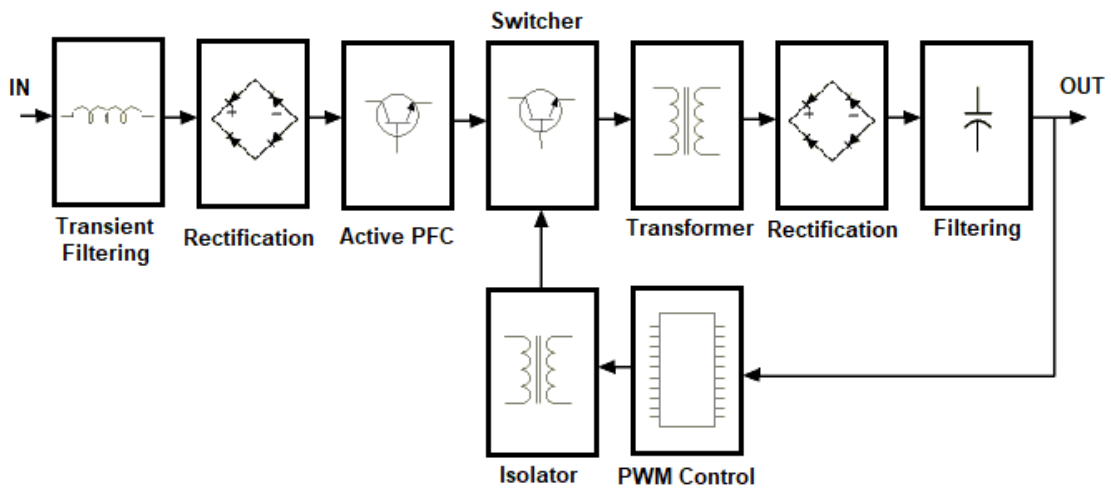 Switcher
IN
OUT
Transient
Filtering
Rectification
Active PFC
Transformer
Rectification
Filtering
Isolator
PWM Control